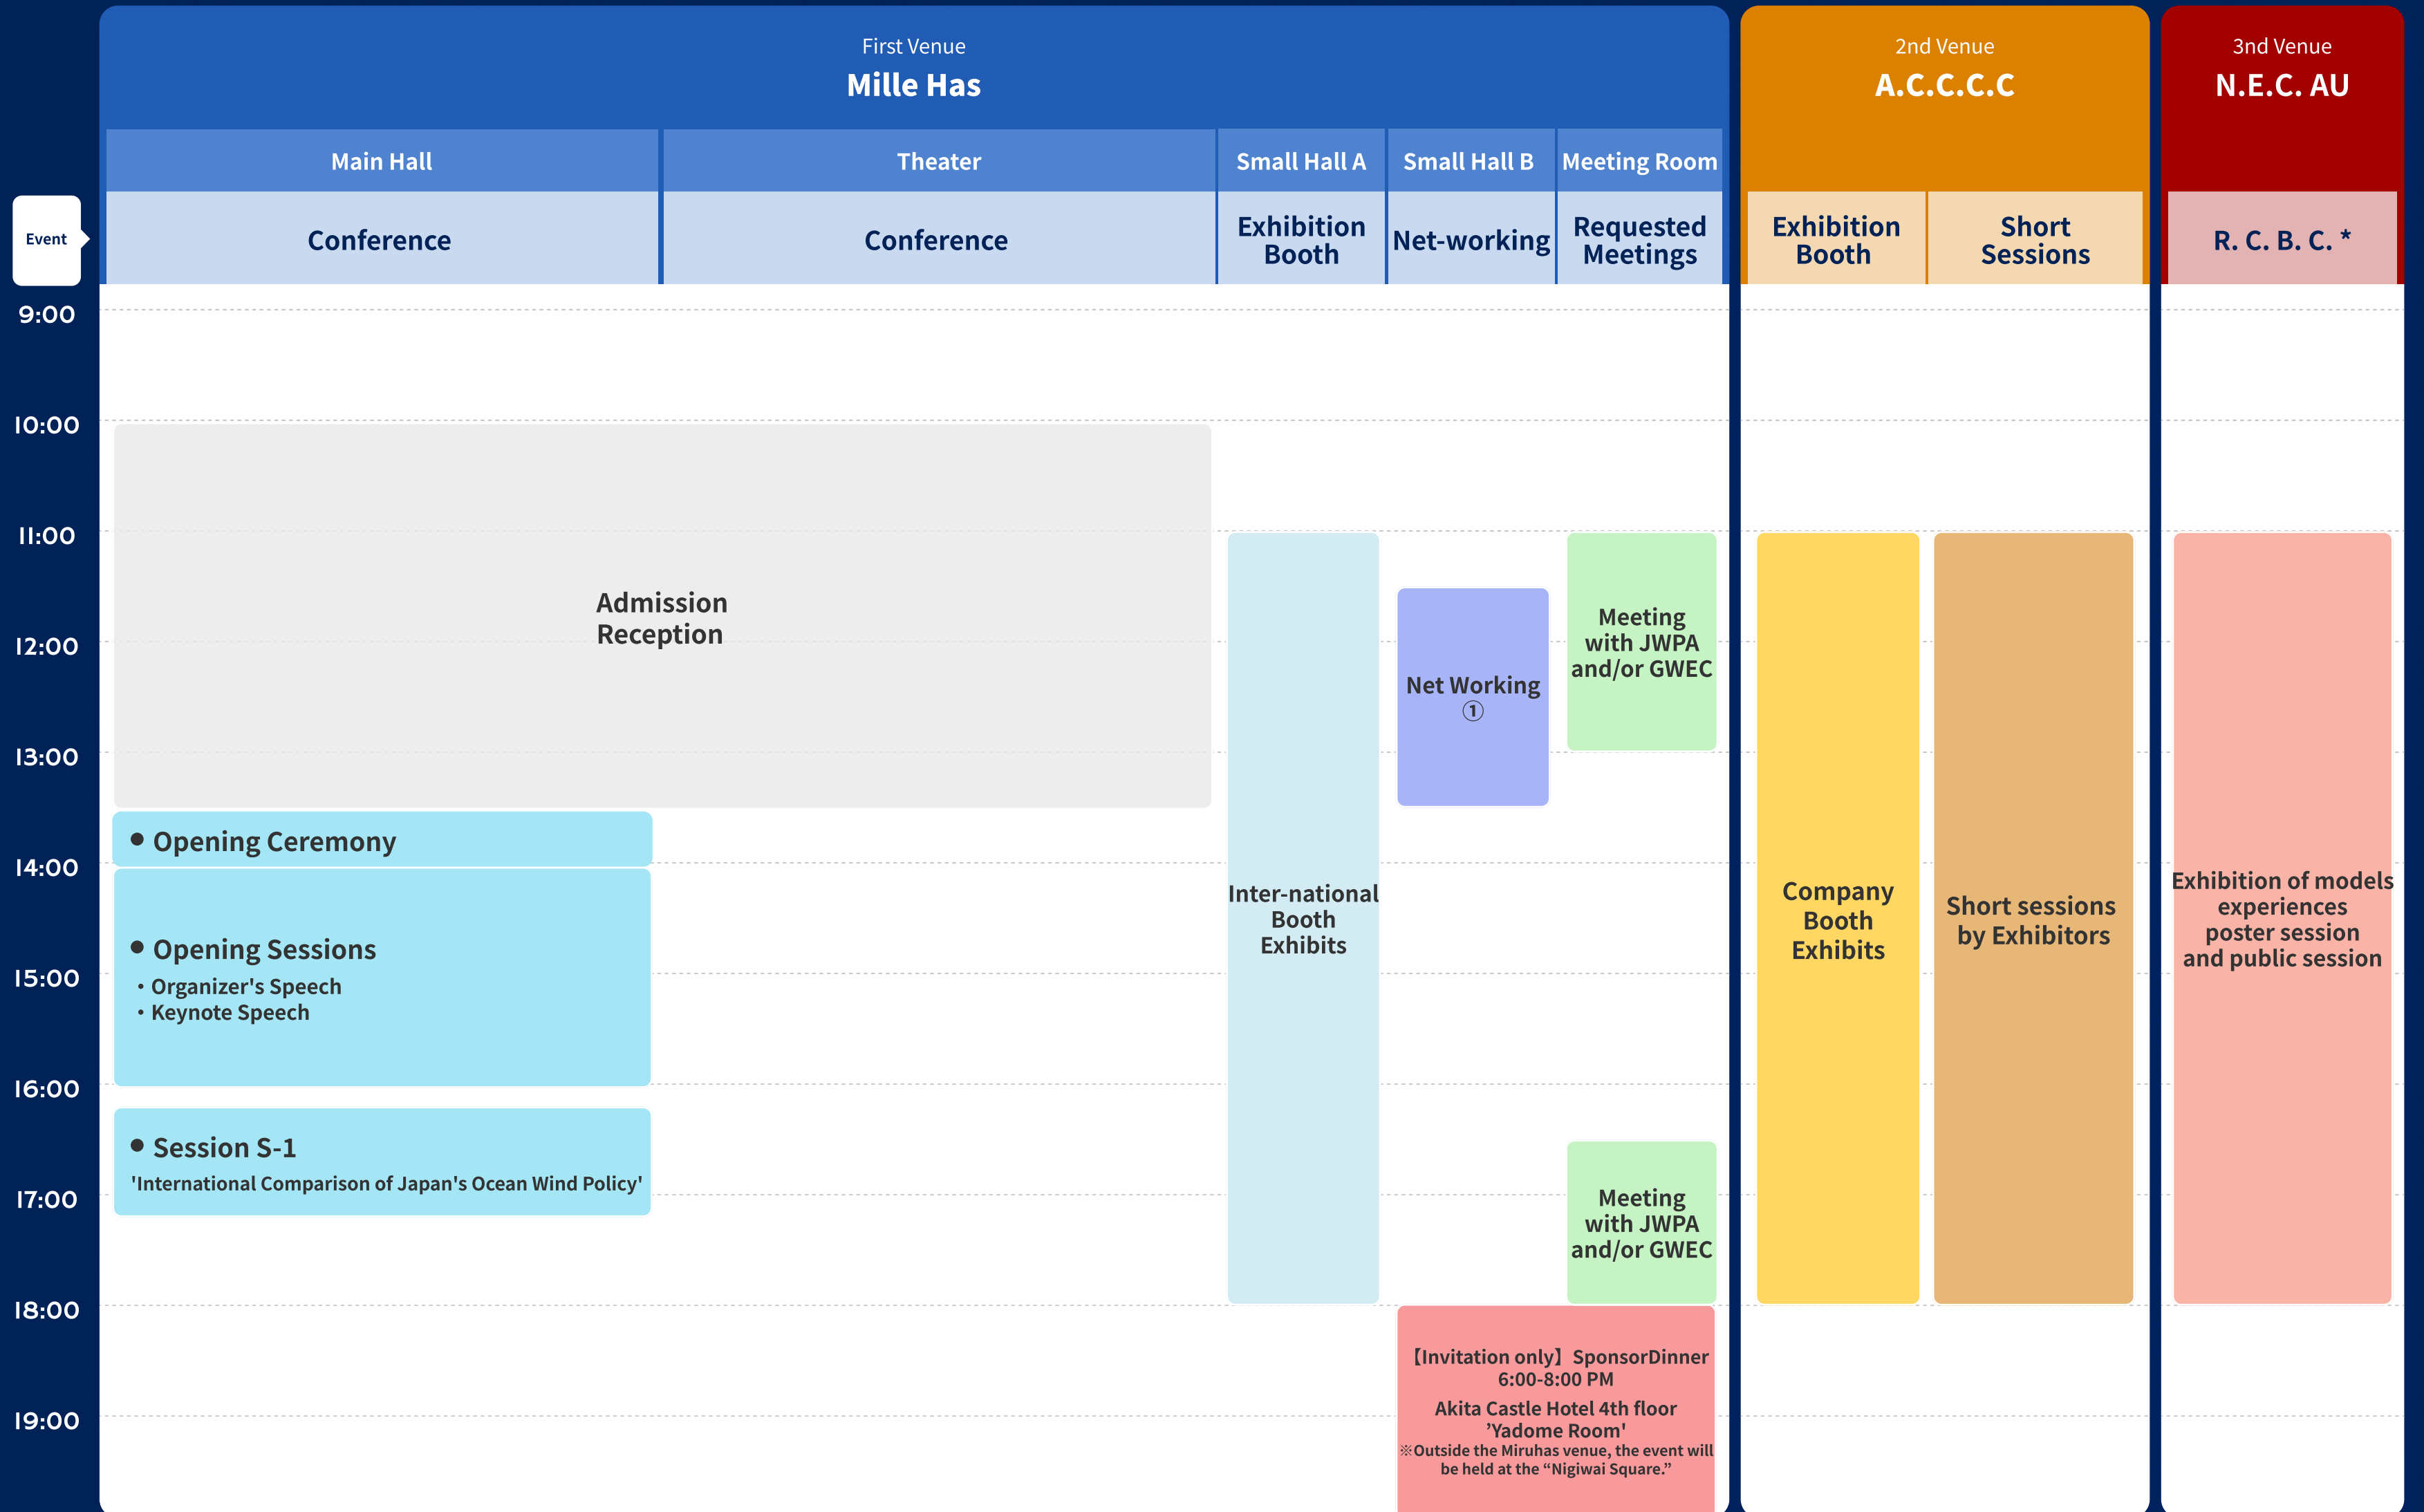 First Venue
Mille Has
2nd Venue
A.C.C.C.C
3nd Venue
N.E.C. AU
Main Hall
Theater
Small Hall A
Small Hall B
Meeting Room
Event
Conference
Conference
Exhibition
Booth
Net-working
Requested
Meetings
Exhibition
Booth
Short
Sessions
R. C. B. C. *
9:00
10:00
11:00
12:00
13:00
14:00
15:00
16:00
17:00
18:00
19:00
Admission
Reception
● Opening Ceremony
● Opening Sessions
・Organizer's Speech
・Keynote Speech
● Session S-1
'International Comparison of Japan's Ocean Wind Policy'
Inter-national
Booth
Exhibits
Net Working
①
Meeting
with JWPA
and/or GWEC
Meeting
with JWPA
and/or GWEC
【Invitation only】SponsorDinner
6:00-8:00 PM
Akita Castle Hotel 4th floor
’Yadome Room'
※Outside the Miruhas venue, the event will
be held at the “Nigiwai Square.”
Company
Booth
Exhibits
Short sessions
by Exhibitors
Exhibition of models
experiences
poster session
and public session